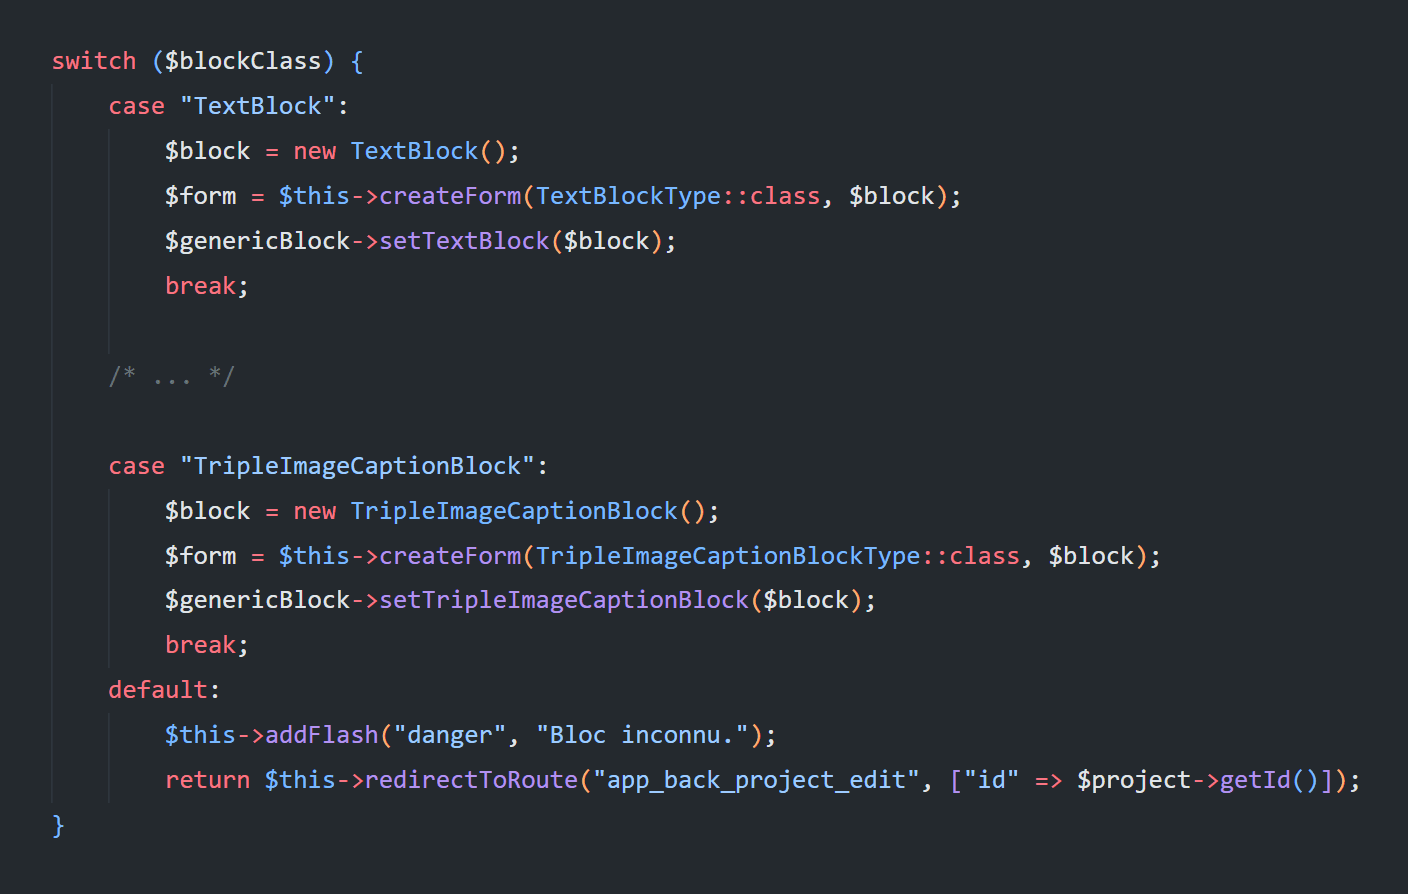 switch ($blockClass) {
    case "TextBlock":
        $block = new TextBlock();
        $form = $this->createForm(TextBlockType::class, $block);
        $genericBlock->setTextBlock($block);
        break;

    /* ... */

    case "TripleImageCaptionBlock":
        $block = new TripleImageCaptionBlock();
        $form = $this->createForm(TripleImageCaptionBlockType::class, $block);
        $genericBlock->setTripleImageCaptionBlock($block);
        break;
    default:
        $this->addFlash("danger", "Bloc inconnu.");
        return $this->redirectToRoute("app_back_project_edit", ["id" => $project->getId()]);
}